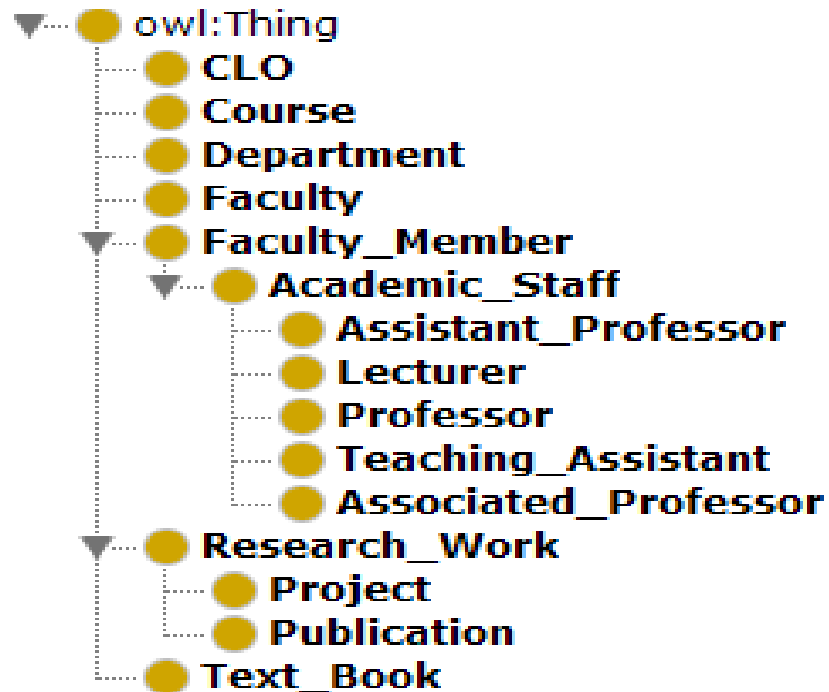 owl:Thing
CLO
Course
Department
Faculty
Faculty_Member
Academic_Staff
Assistant_Professor
Lecturer
Professor
Teaching_Assistant
Associated_Professor
Research_Work
Project
Publication
Text_Book